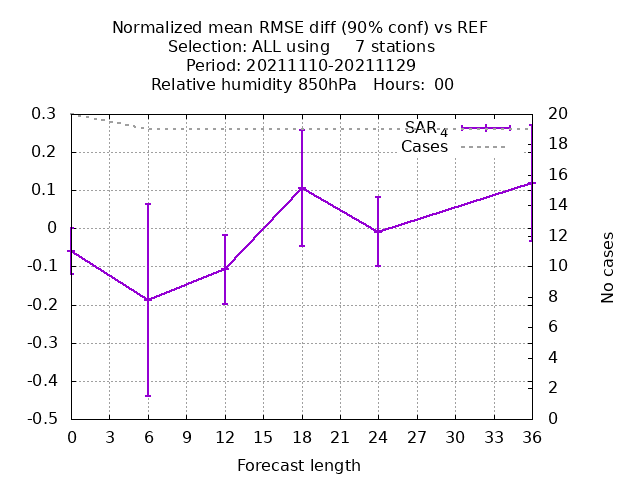 Normalized mean RMSE diff (90% conf) vs REF
Selection: ALL using     7 stations
Period: 20211110-20211129
Relative humidity 850hPa   Hours: 00
0.3
0.2
0.1
0
-0.1
-0.2
-0.3
-0.4
-0.5
SAR 4
Cases
20
18
16
14
12
10
8
6
4
2
0
No cases
0 3 6 9 12 15 18 21 24 27 30 33 36
Forecast length